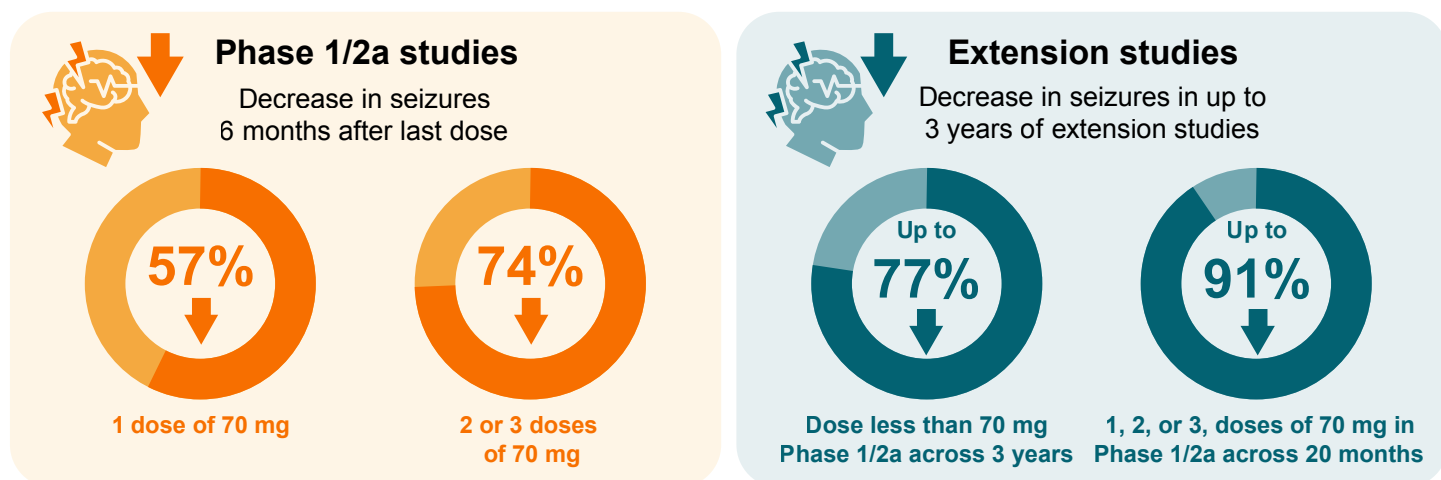 Phase 1/2a studies
Decrease in seizures
6 months after last dose
57%
1 dose of 70 mg
74%
2 or 3 doses
of 70 mg
Extension studies
Decrease in seizures in up to
3 years of extension studies
Up to
77%
Dose less than 70 mg
Phase 1/2a across 3 years
Up to
91%
1, 2, or 3, doses of 70 mg in
Phase 1/2a across 20 months